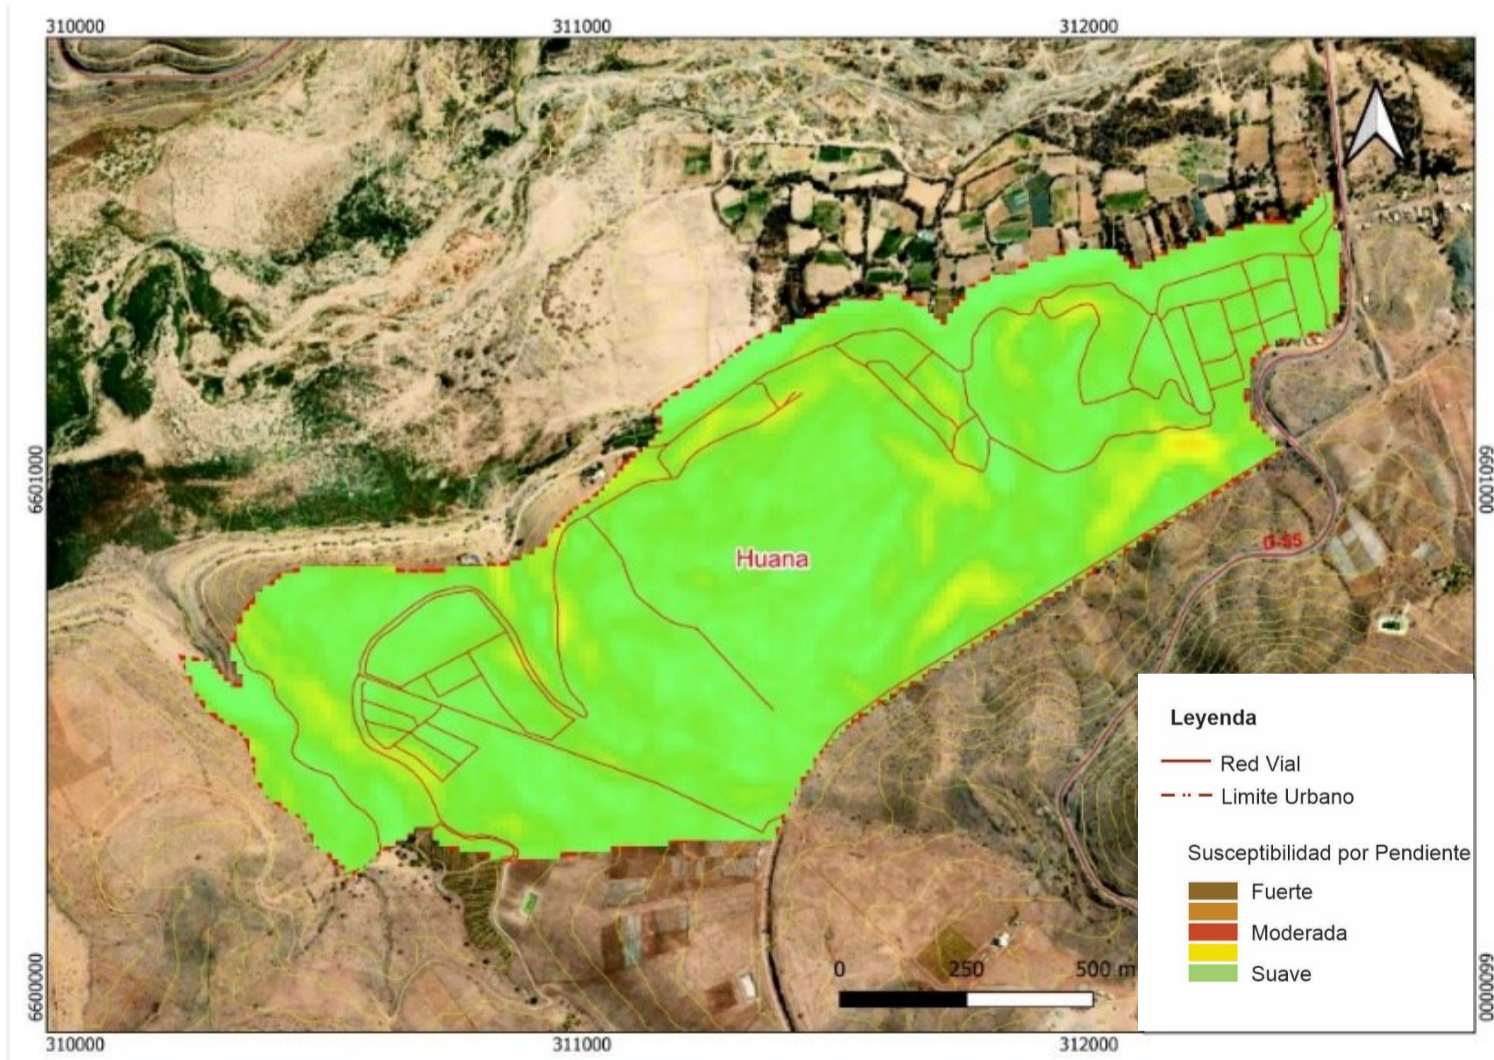 310000
311000
312000
6601000
6601000
Huana
D-55
Leyenda
Red Vial
Limite Urbano
Susceptibilidad por Pendiente
Fuerte
Moderada
Suave
0
250
500 m
6600000
6600000
310000
311000
312000